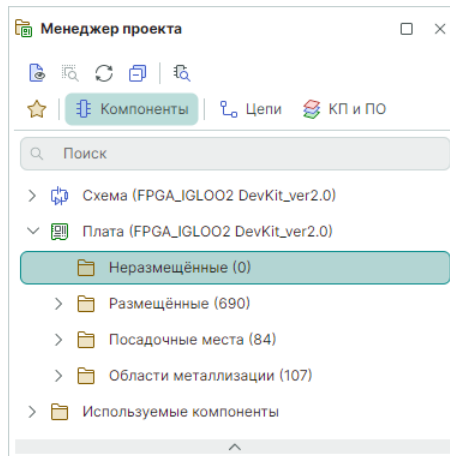 Менеджер проекта
Компоненты Цепи КП и ПО
Поиск
Схема (FPGA_IGLOO2 DevKit_ver2.0)
Плата (FPGA_IGLOO2 DevKit_ver2.0)
Неразмещённые (0)
Размещённые (690)
Посадочные места (84)
Области металлизации (107)
Используемые компоненты